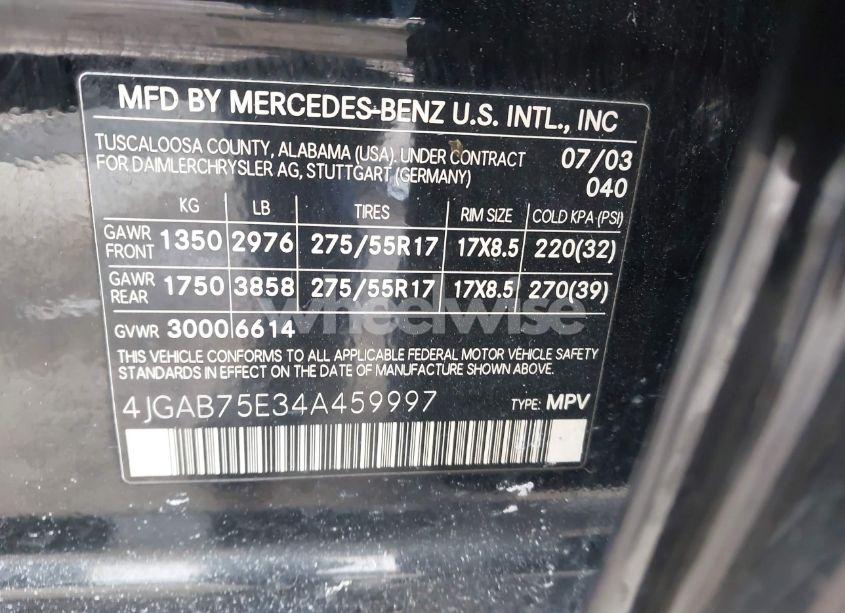 MFD BY MERCEDES-BENZ U.S. INTL., INC
TUSCALOOSA COUNTY, ALABAMA (USA). UNDER CONTRACT
FOR DAIMLERCHRYSLER AG, STUTTGART (GERMANY)
07/03
040
KG LB TIRES RIM SIZE COLD KPA (PSI)
GAWR FRONT 1350 2976 275/55R17 17X8.5 220(32)
GAWR REAR 1750 3858 275/55R17 17X8.5 270(39)
GVWR 3000 6614
wheelwise
THIS VEHICLE CONFORMS TO ALL APPLICABLE FEDERAL MOTOR VEHICLE SAFETY
BUMPER STANDARDS IN EFFECT ON THE DATE OF MANUFACTURE SHOWN ABOVE.
4JGAB75E34A459997 TYPE: MPV